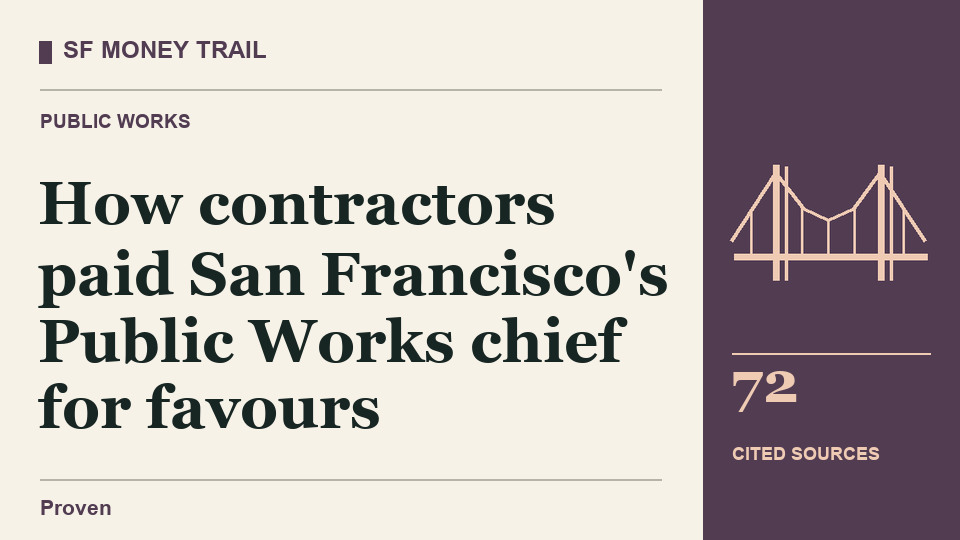 SF MONEY TRAIL
PUBLIC WORKS
How contractors
paid San Francisco's
Public Works chief
for favours
Proven
72
CITED SOURCES